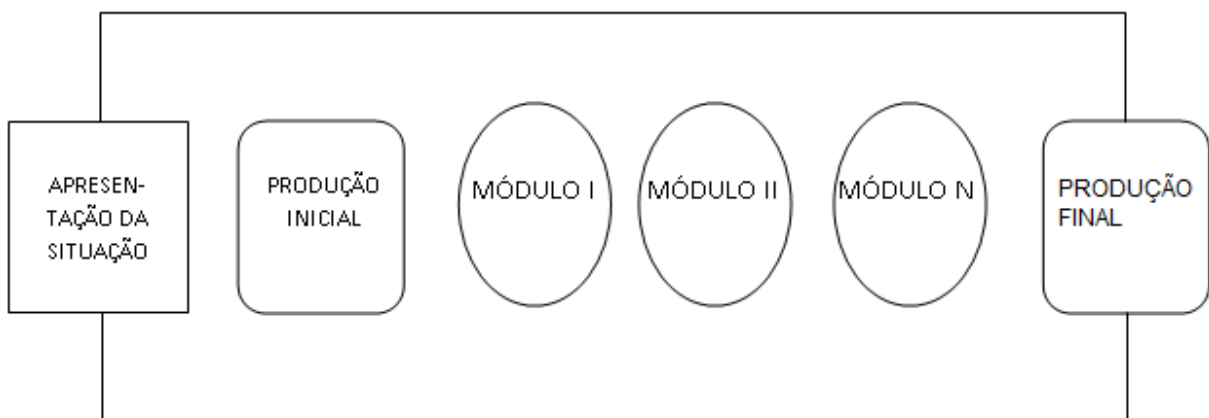 APRESEN-
TAÇÃO DA
SITUAÇÃO
PRODUÇÃO
INICIAL
MÓDULO I
MÓDULO II
MÓDULO N
PRODUÇÃO
FINAL